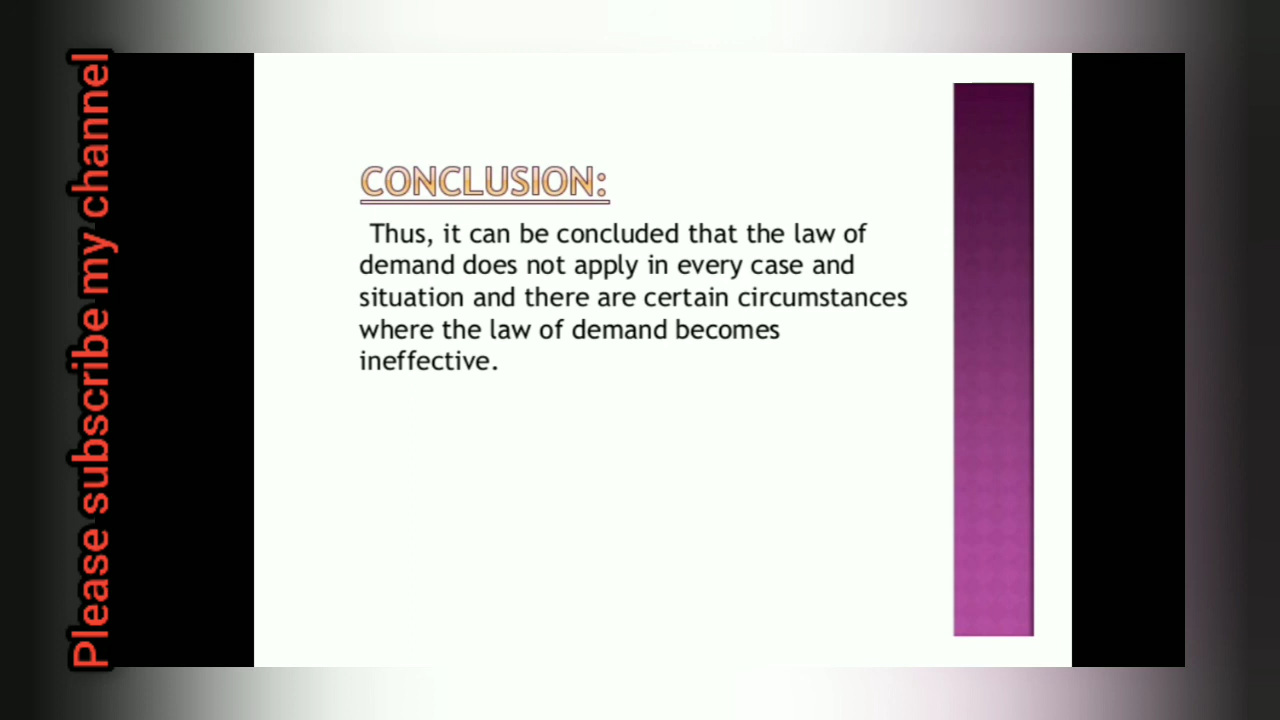 Please subscribe my channel
CONCLUSION:
Thus, it can be concluded that the law of
demand does not apply in every case and
situation and there are certain circumstances
where the law of demand becomes
ineffective.